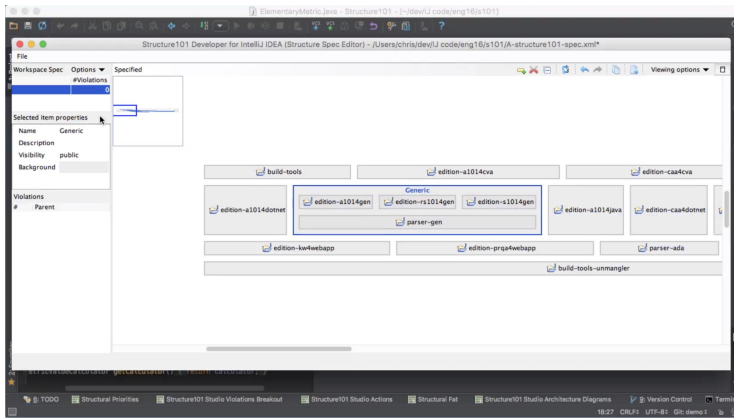 ElementaryMetric.java - Structure101 - [~/dev/IJ code/eng16/s101]
Structure101 Developer for IntelliJ IDEA (Structure Spec Editor) - /Users/chris/dev/IJ code/eng16/s101/A-structure101-spec.xml*
File
Workspace Spec Options Specified Viewing options
#Violations
0
Selected item properties
Name Generic
Description
Visibility public
Background
Violations
# Parent
build-tools edition-a1014cva edition-caa4cva
Generic
edition-a1014gen edition-rs1014gen edition-s1014gen
edition-a1014dotnet edition-a1014java edition-caa4dotnet
parser-gen
edition-kw4webapp edition-prqa4webapp parser-ada
build-tools-unmangler
getCalculator() { return calculator; }
6: TODO Structural Priorities Structure101 Studio Violations Breakout Structure101 Studio Actions Structural Fat Structure101 Studio Architecture Diagrams 9: Version Control Termi
18:27 CRLF UTF-8 Git: demo